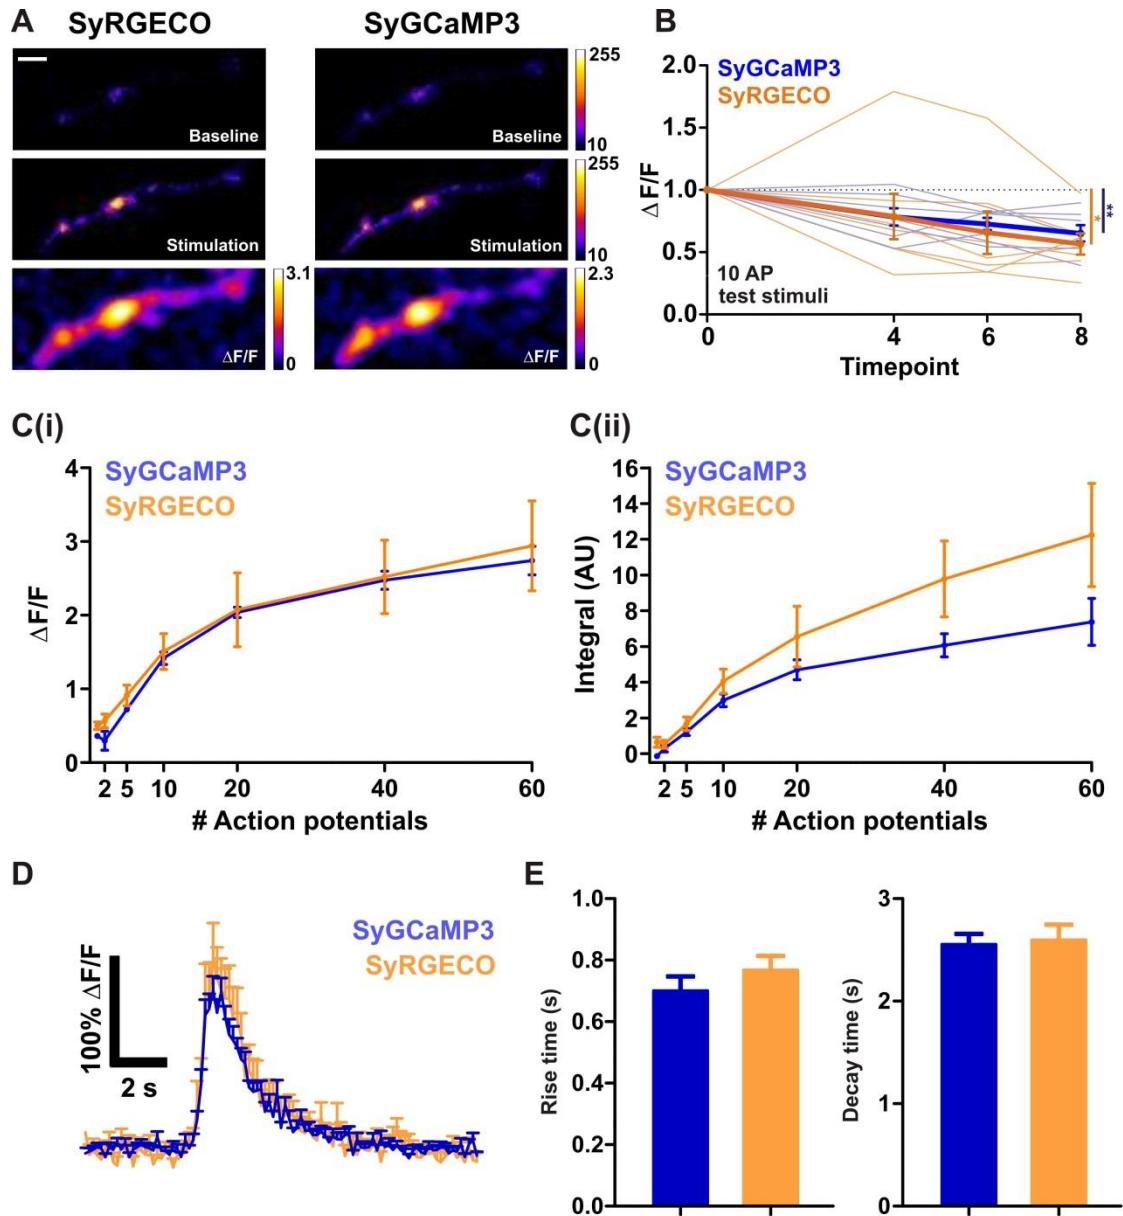 A
SyRGECO
SyGCaMP3
Baseline
255
10
Stimulation
255
10
ΔF/F
3.1
0
ΔF/F
2.3
0
B
SyGCaMP3
SyRGECO
2.0
1.5
1.0
0.5
0.0
ΔF/F
10 AP
test stimuli
*
**
0 4 6 8
Timepoint
C(i)
SyGCaMP3
SyRGECO
4
3
2
1
0
ΔF/F
2 5 10 20 40 60
# Action potentials
C(ii)
SyGCaMP3
SyRGECO
16
14
12
10
8
6
4
2
0
Integral (AU)
2 5 10 20 40 60
# Action potentials
D
SyGCaMP3
SyRGECO
100% ΔF/F
2 s
E
1.0
0.8
0.6
0.4
0.2
0.0
Rise time (s)
3
2
1
0
Decay time (s)